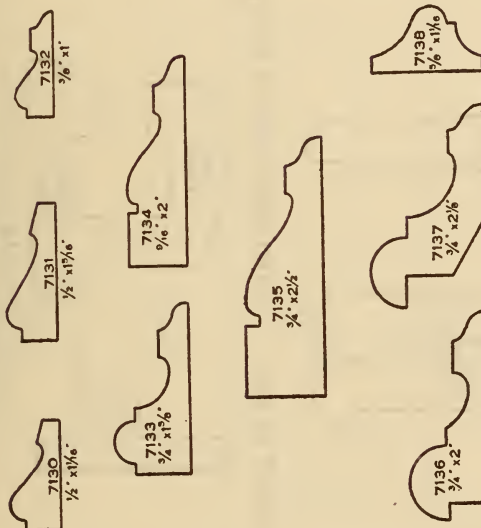 7130
½" x 1 1/16"
7131
½" x 1 5/16"
7132
3/8" x 1"
7133
¾" x 1 5/8"
7134
9/16" x 2"
7135
¾" x 2½"
7136
¾" x 2"
7137
¾" x 2 1/8"
7138
5/8" x 1 1/16"